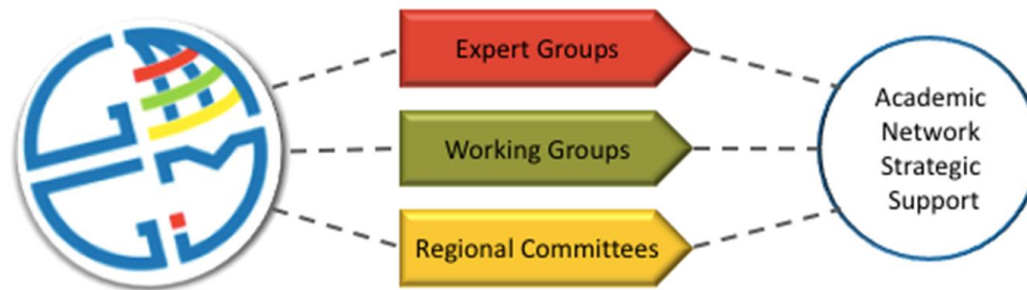 Expert Groups
Working Groups
Regional Committees
Academic
Network
Strategic
Support